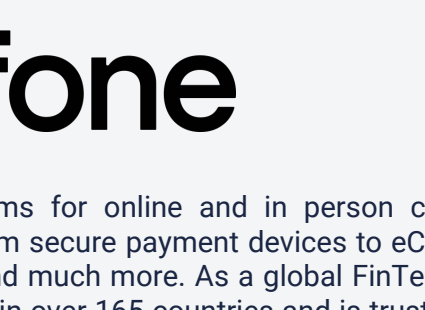 fone
ms for online and in person c
m secure payment devices to eC
nd much more. As a global FinTe
in over 165 countries and is trust